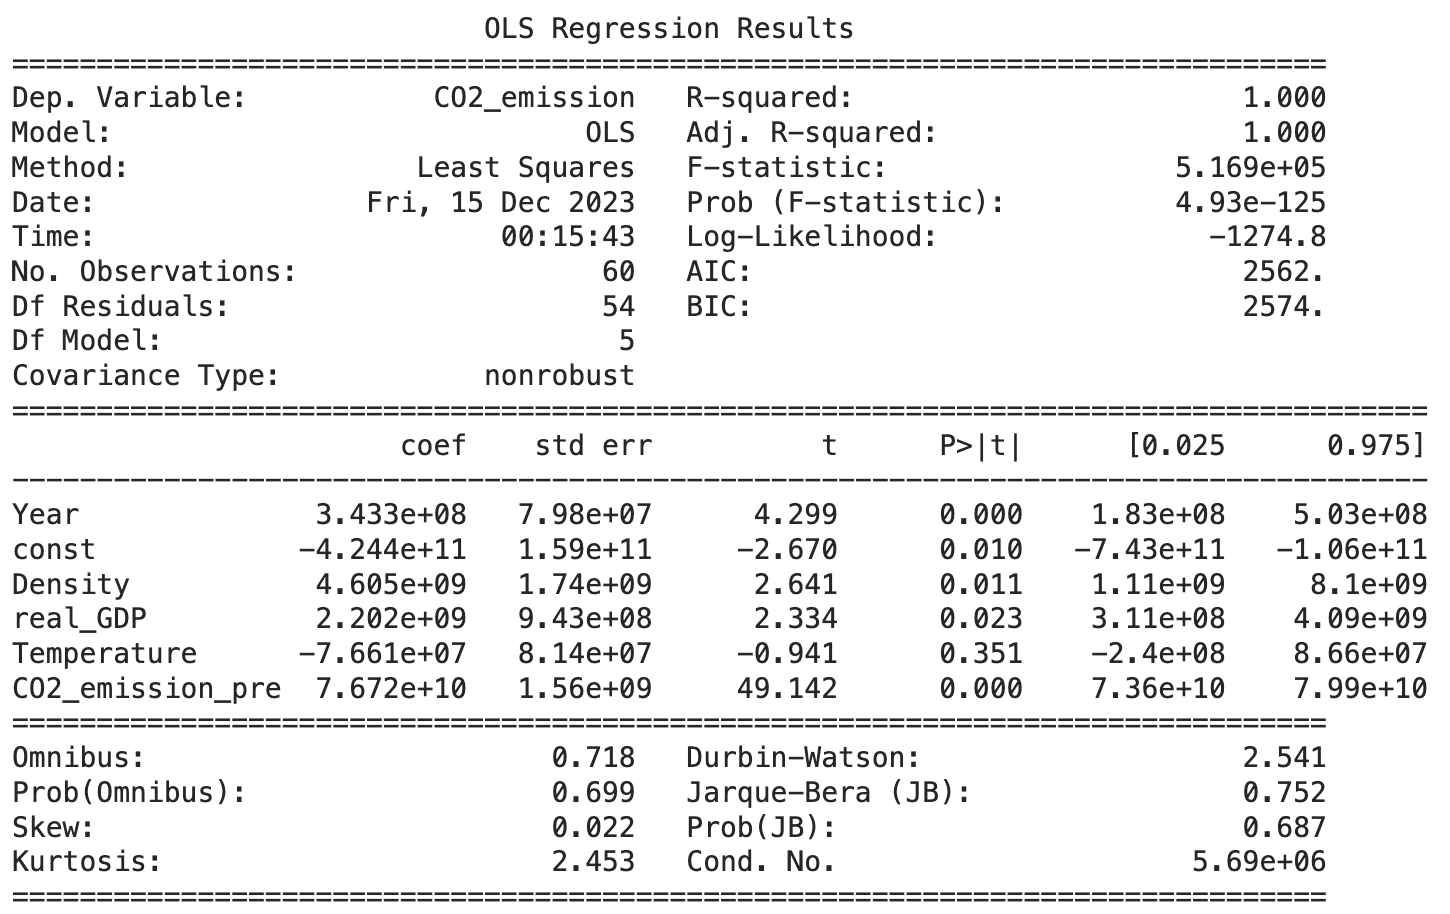 OLS Regression Results
==============================================================================
Dep. Variable:            CO2_emission   R-squared:                       1.000
Model:                             OLS   Adj. R-squared:                  1.000
Method:                  Least Squares   F-statistic:                 5.169e+05
Date:                 Fri, 15 Dec 2023   Prob (F-statistic):          4.93e-125
Time:                         00:15:43   Log-Likelihood:                -1274.8
No. Observations:                   60   AIC:                             2562.
Df Residuals:                       54   BIC:                             2574.
Df Model:                            5
Covariance Type:             nonrobust
====================================================================================
                       coef    std err          t      P>|t|      [0.025      0.975]
------------------------------------------------------------------------------------
Year              3.433e+08   7.98e+07      4.299      0.000    1.83e+08    5.03e+08
const            -4.244e+11   1.59e+11     -2.670      0.010   -7.43e+11   -1.06e+11
Density           4.605e+09   1.74e+09      2.641      0.011    1.11e+09     8.1e+09
real_GDP          2.202e+09   9.43e+08      2.334      0.023    3.11e+08    4.09e+09
Temperature      -7.661e+07   8.14e+07     -0.941      0.351    -2.4e+08    8.66e+07
CO2_emission_pre  7.672e+10   1.56e+09     49.142      0.000    7.36e+10    7.99e+10
==============================================================================
Omnibus:                         0.718   Durbin-Watson:                   2.541
Prob(Omnibus):                   0.699   Jarque-Bera (JB):                0.752
Skew:                            0.022   Prob(JB):                        0.687
Kurtosis:                        2.453   Cond. No.                     5.69e+06
==============================================================================